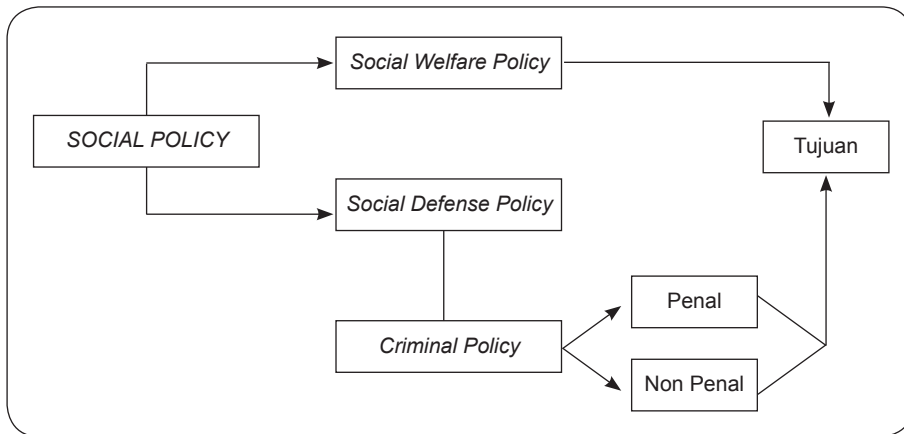 Social Welfare Policy
SOCIAL POLICY
Tujuan
Social Defense Policy
Penal
Criminal Policy
Non Penal